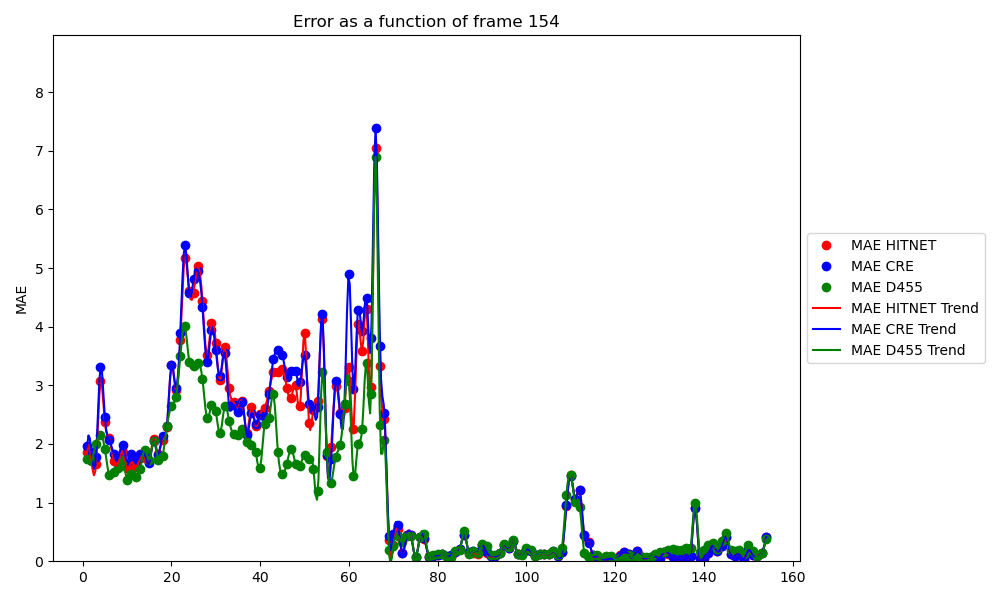 Error as a function of frame 154
MAE
8
7
6
5
4
3
2
1
0
0 20 40 60 80 100 120 140 160
MAE HITNET
MAE CRE
MAE D455
MAE HITNET Trend
MAE CRE Trend
MAE D455 Trend